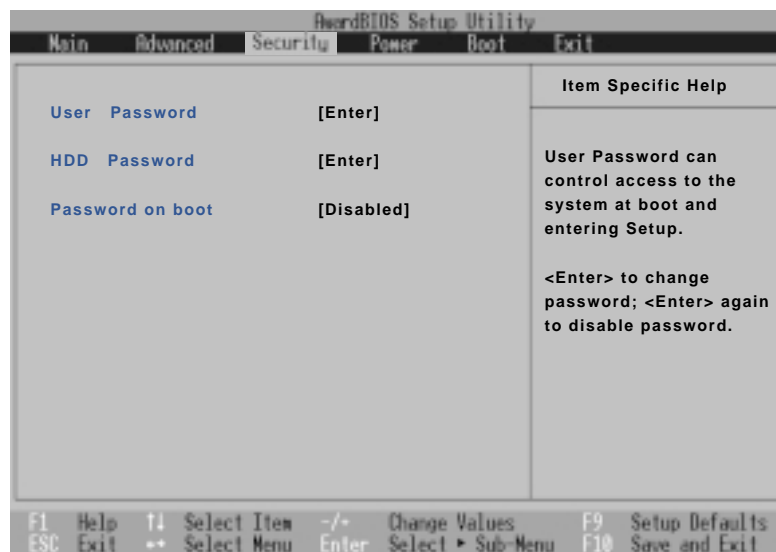 AwardBIOS Setup Utility
Main Advanced Security Power Boot Exit
Item Specific Help
User Password [Enter]
HDD Password [Enter]
Password on boot [Disabled]
User Password can
control access to the
system at boot and
entering Setup.
<Enter> to change
password; <Enter> again
to disable password.
F1 Help ↑↓ Select Item -/+ Change Values F9 Setup Defaults
ESC Exit ←→ Select Menu Enter Select ► Sub-Menu F10 Save and Exit